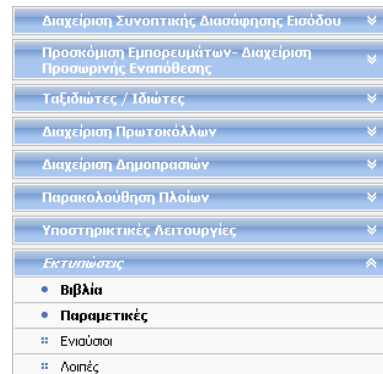 Διαχείριση Συνοπτικής Διασάφησης Εισόδου
Προσκόμιση Εμπορευμάτων- Διαχείριση
Προσωρινής Εναπόθεσης
Ταξιδιώτες / Ιδιώτες
Διαχείριση Πρωτοκόλλων
Διαχείριση Δημοπρασιών
Παρακολούθηση Πλοίων
Υποστηρικτικές Λειτουργίες
Εκτυπώσεις
Βιβλία
Παραμετικές
Ενιαύσιοι
Λοιπές